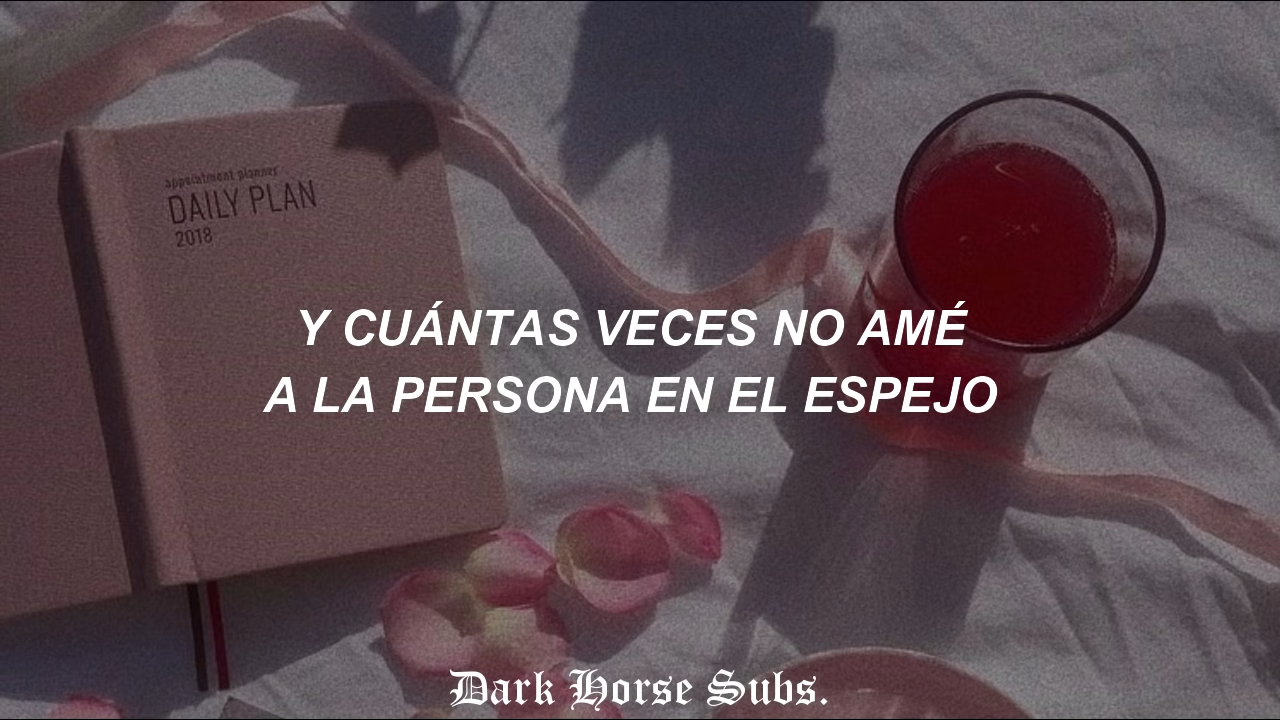 appointment planner
DAILY PLAN
2018
Y CUÁNTAS VECES NO AMÉ
A LA PERSONA EN EL ESPEJO
Dark Horse Subs.